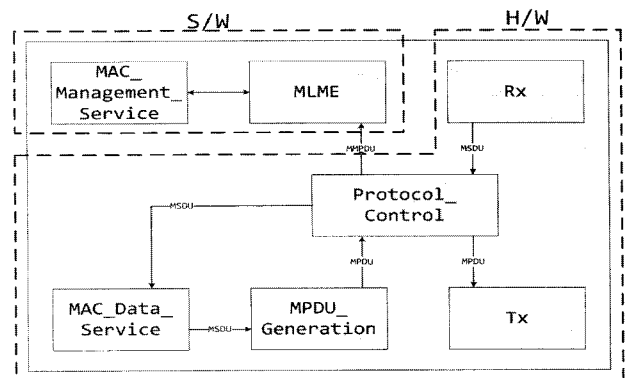 S/W
H/W
MAC_
Management_
Service
MLME
Rx
MMPDU
MSDU
Protocol_
Control
MSDU
MPDU
MPDU
MAC_Data_
Service
MSDU
MPDU_
Generation
Tx